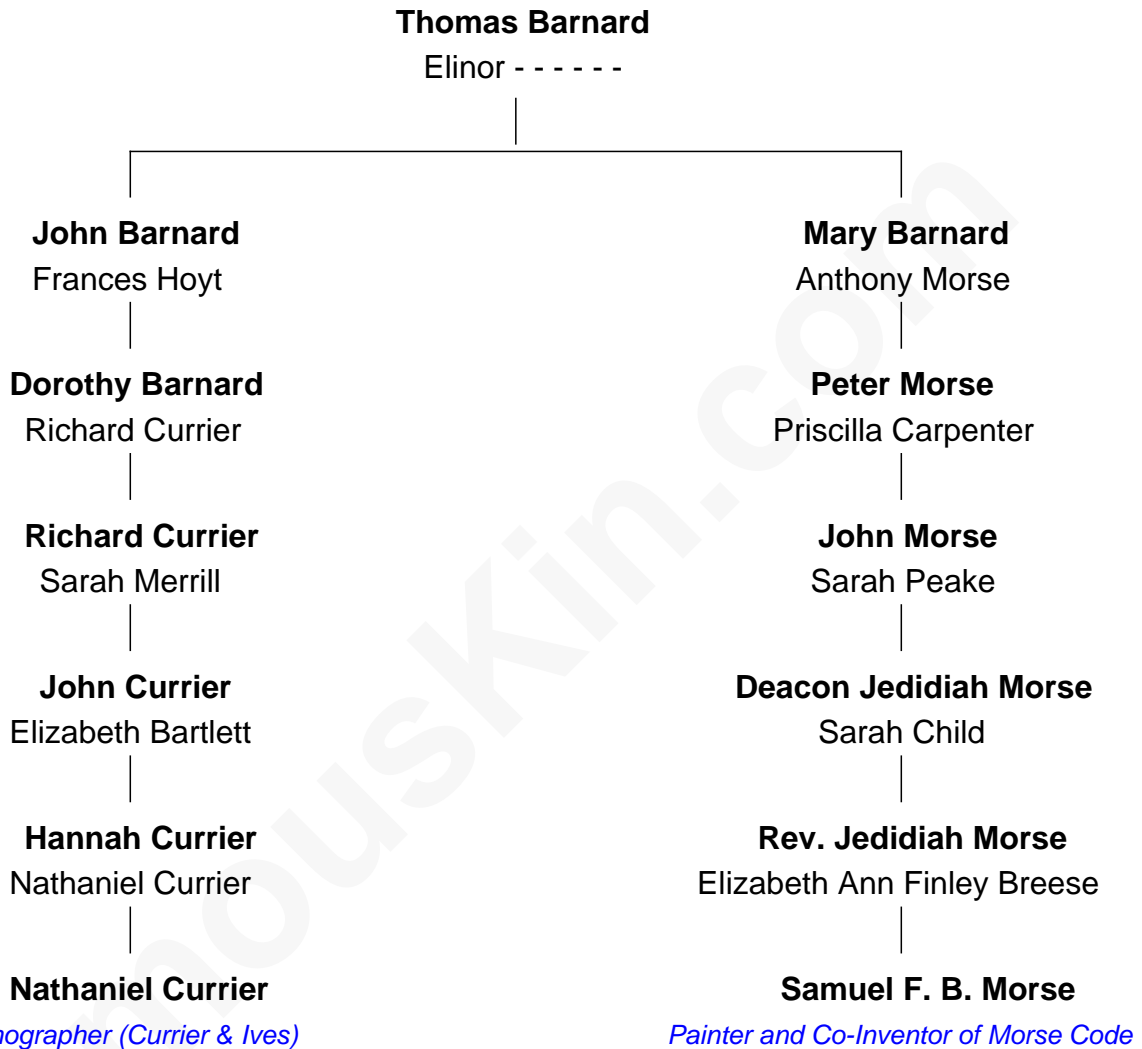 Thomas Barnard
Elinor - - - - - -
John Barnard
Frances Hoyt
Mary Barnard
Anthony Morse
Dorothy Barnard
Richard Currier
Peter Morse
Priscilla Carpenter
Richard Currier
Sarah Merrill
John Morse
Sarah Peake
John Currier
Elizabeth Bartlett
Deacon Jedidiah Morse
Sarah Child
Hannah Currier
Nathaniel Currier
Rev. Jedidiah Morse
Elizabeth Ann Finley Breese
Nathaniel Currier
nographer (Currier & Ives)
Samuel F. B. Morse
Painter and Co-Inventor of Morse Code
mousKin.com